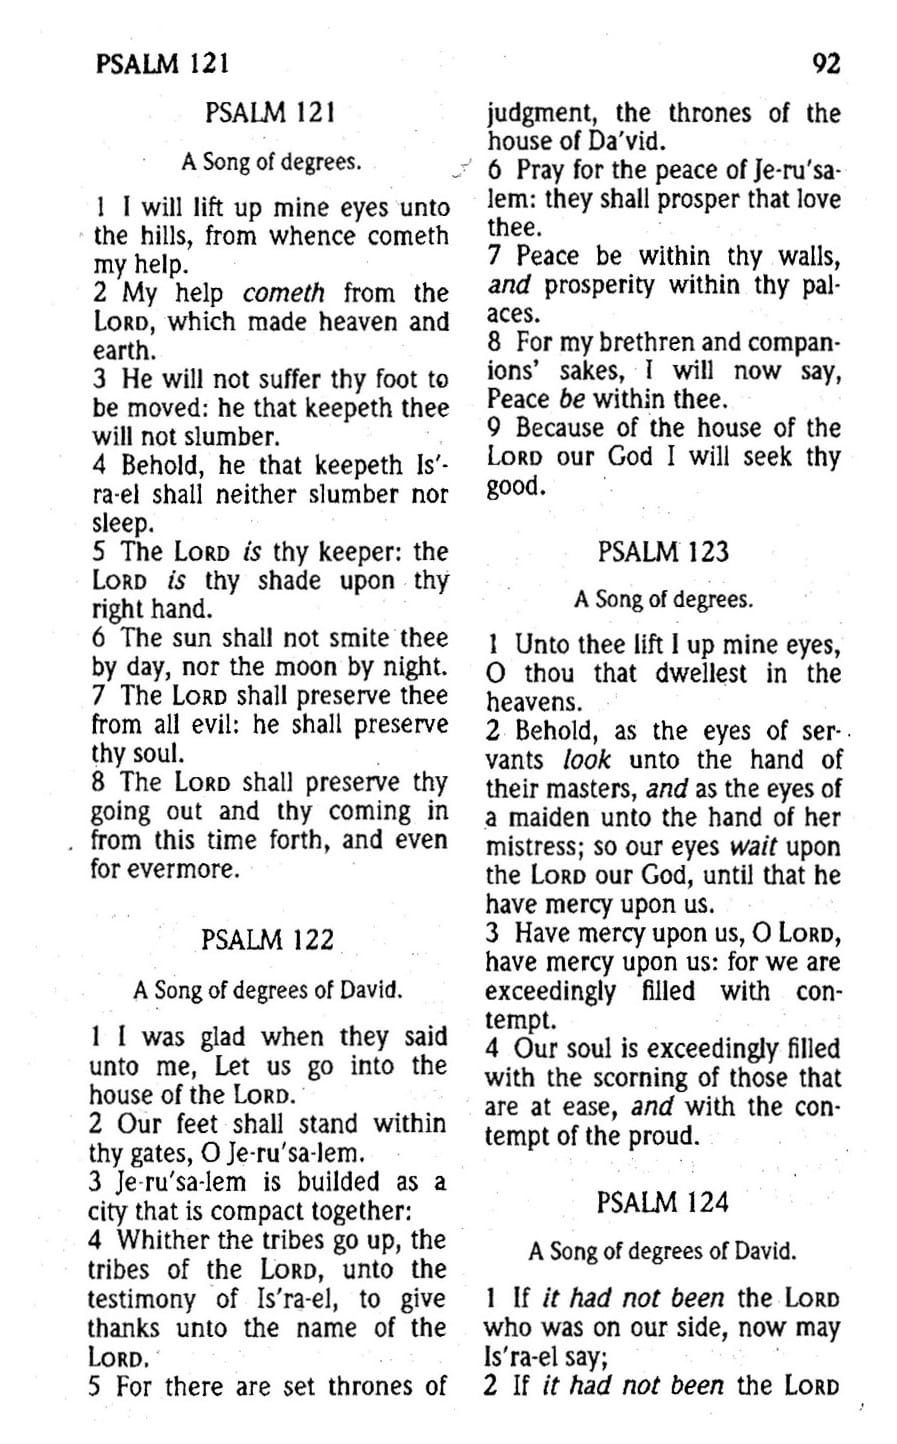 PSALM 121
92
PSALM 121
A Song of degrees.
1 I will lift up mine eyes unto
the hills, from whence cometh
my help.
2 My help cometh from the
LORD, which made heaven and
earth.
3 He will not suffer thy foot to
be moved: he that keepeth thee
will not slumber.
4 Behold, he that keepeth Is′-
ra-el shall neither slumber nor
sleep.
5 The LORD is thy keeper: the
LORD is thy shade upon thy
right hand.
6 The sun shall not smite thee
by day, nor the moon by night.
7 The LORD shall preserve thee
from all evil: he shall preserve
thy soul.
8 The LORD shall preserve thy
going out and thy coming in
from this time forth, and even
for evermore.
PSALM 122
A Song of degrees of David.
1 I was glad when they said
unto me, Let us go into the
house of the LORD.
2 Our feet shall stand within
thy gates, O Je-ru′sa-lem.
3 Je-ru′sa-lem is builded as a
city that is compact together:
4 Whither the tribes go up, the
tribes of the LORD, unto the
testimony of Is′ra-el, to give
thanks unto the name of the
LORD.
5 For there are set thrones of
judgment, the thrones of the
house of Da′vid.
6 Pray for the peace of Je-ru′sa-
lem: they shall prosper that love
thee.
7 Peace be within thy walls,
and prosperity within thy pal-
aces.
8 For my brethren and compan-
ions’ sakes, I will now say,
Peace be within thee.
9 Because of the house of the
LORD our God I will seek thy
good.
PSALM 123
A Song of degrees.
1 Unto thee lift I up mine eyes,
O thou that dwellest in the
heavens.
2 Behold, as the eyes of ser-
vants look unto the hand of
their masters, and as the eyes of
a maiden unto the hand of her
mistress; so our eyes wait upon
the LORD our God, until that he
have mercy upon us.
3 Have mercy upon us, O LORD,
have mercy upon us: for we are
exceedingly filled with con-
tempt.
4 Our soul is exceedingly filled
with the scorning of those that
are at ease, and with the con-
tempt of the proud.
PSALM 124
A Song of degrees of David.
1 If it had not been the LORD
who was on our side, now may
Is′ra-el say;
2 If it had not been the LORD